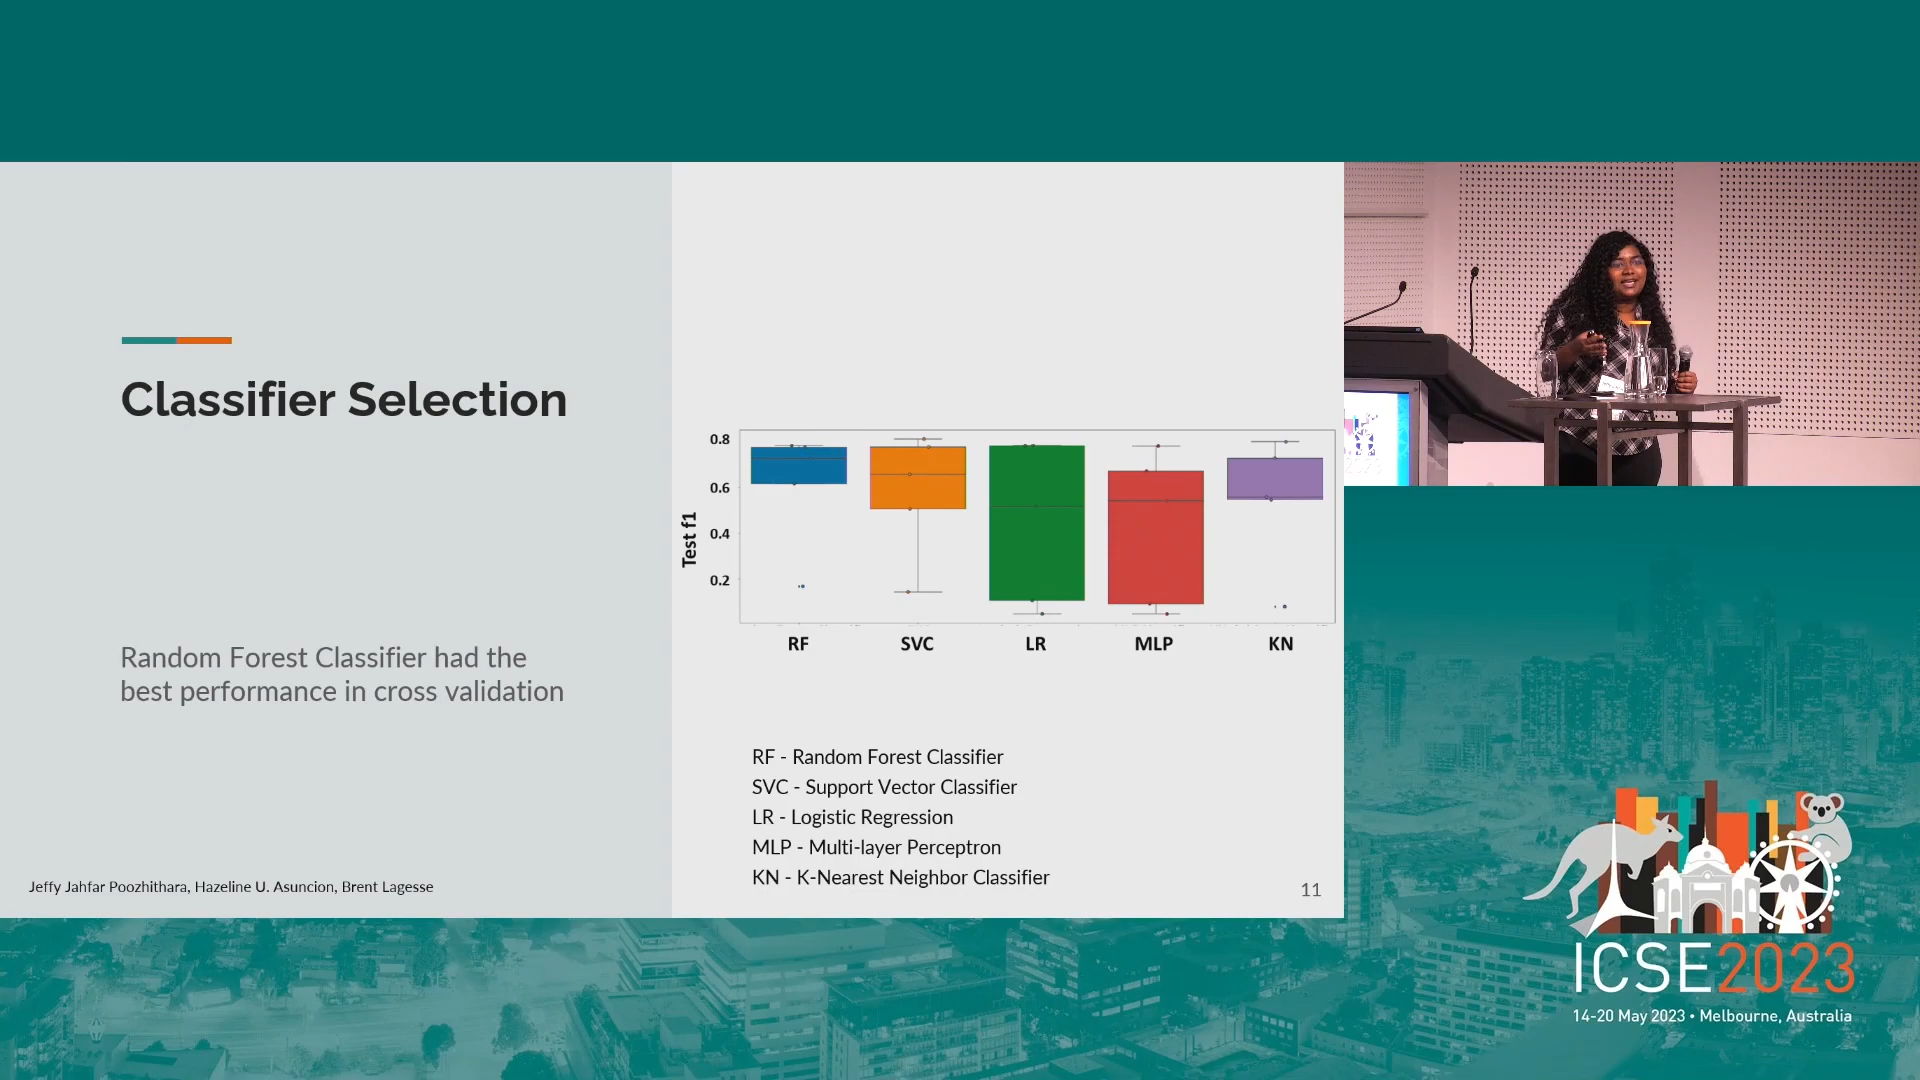 Classifier Selection
Random Forest Classifier had the
best performance in cross validation
Jeffy Jahfar Poozhithara, Hazeline U. Asuncion, Brent Lagesse
Test f1
0.8
0.6
0.4
0.2
RF
SVC
LR
MLP
KN
RF - Random Forest Classifier
SVC - Support Vector Classifier
LR - Logistic Regression
MLP - Multi-layer Perceptron
KN - K-Nearest Neighbor Classifier
11
ICSE2023
14-20 May 2023 • Melbourne, Australia